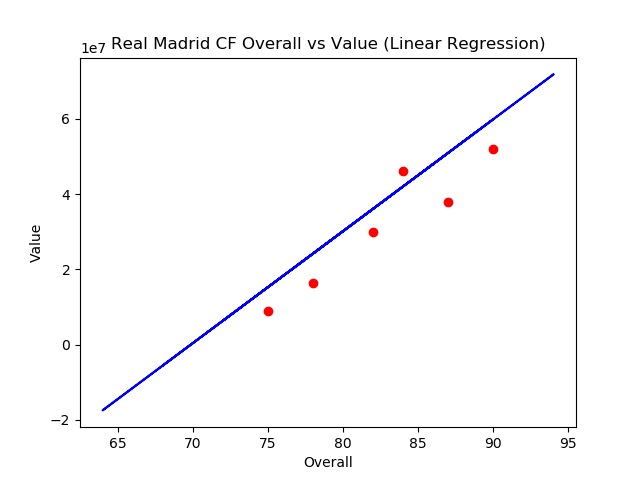 Real Madrid CF Overall vs Value (Linear Regression)
1e7
6
4
2
0
−2
Value
65 70 75 80 85 90 95
Overall